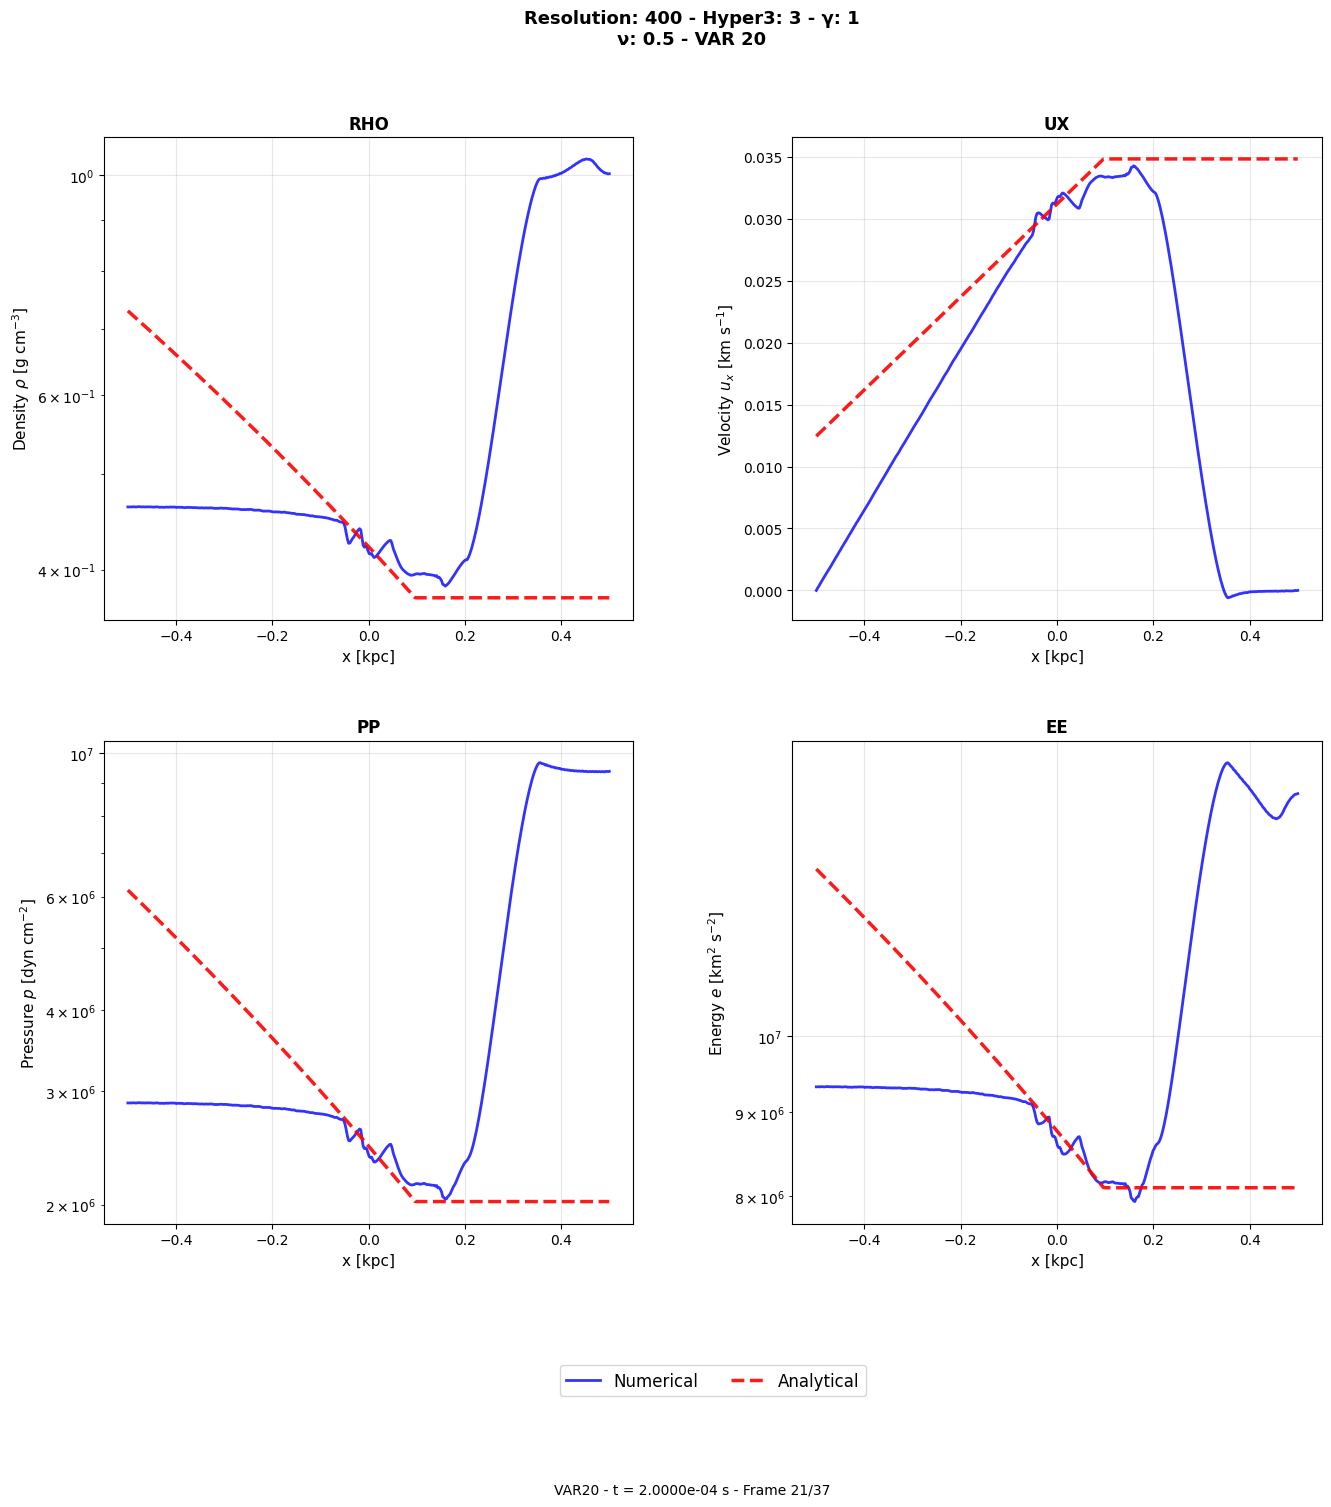 Resolution: 400 - Hyper3: 3 - γ: 1
ν: 0.5 - VAR 20
RHO
Density ρ [g cm⁻³]
10⁰
6 × 10⁻¹
4 × 10⁻¹
−0.4 −0.2 0.0 0.2 0.4
x [kpc]
UX
Velocity uₓ [km s⁻¹]
0.035
0.030
0.025
0.020
0.015
0.010
0.005
0.000
−0.4 −0.2 0.0 0.2 0.4
x [kpc]
PP
Pressure p [dyn cm⁻²]
10⁷
6 × 10⁶
4 × 10⁶
3 × 10⁶
2 × 10⁶
−0.4 −0.2 0.0 0.2 0.4
x [kpc]
EE
Energy e [km² s⁻²]
10⁷
9 × 10⁶
8 × 10⁶
−0.4 −0.2 0.0 0.2 0.4
x [kpc]
Numerical Analytical
VAR20 - t = 2.0000e-04 s - Frame 21/37